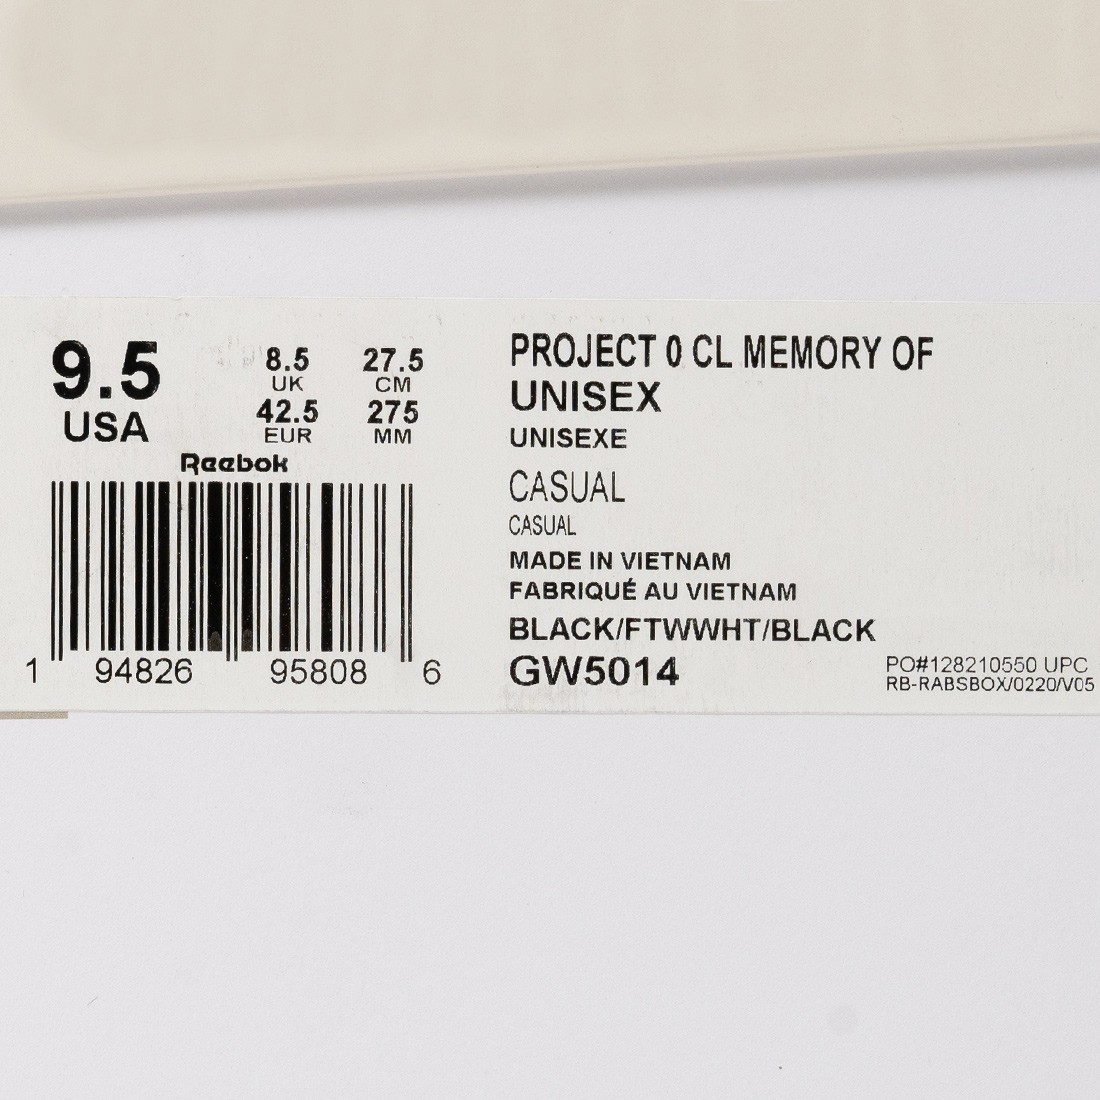 9.5
USA
8.5
UK
42.5
EUR
27.5
CM
275
MM
Reebok
1 94826 95808 6
PROJECT 0 CL MEMORY OF
UNISEX
UNISEXE
CASUAL
CASUAL
MADE IN VIETNAM
FABRIQUÉ AU VIETNAM
BLACK/FTWWHT/BLACK
GW5014
PO#128210550 UPC
RB-RABSBOX/0220/V05